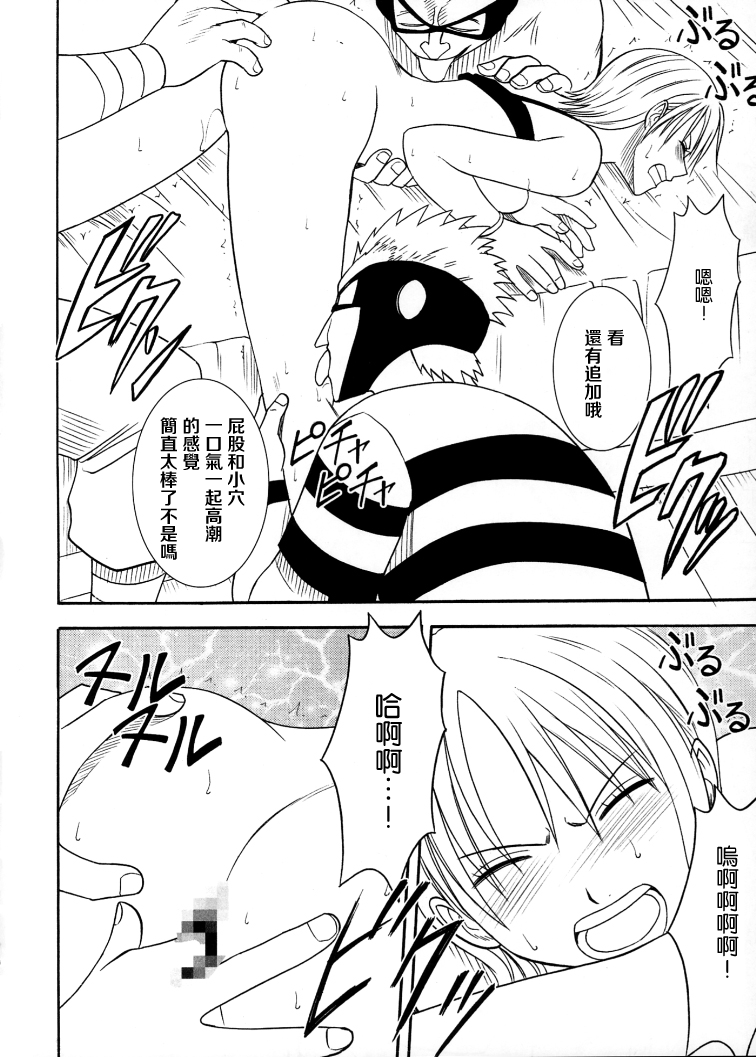 ぶる
ぶる
嗯嗯!
看
還有追加哦
ビクッ
ビクン
ピチャ
ピチャ
屁股和小穴
一口氣一起高潮
的感覺
簡直太棒了不是嗎
ぶる
ぶる
嗚啊啊啊啊!
哈啊啊…!
ビクッ
ヌル
ヌル